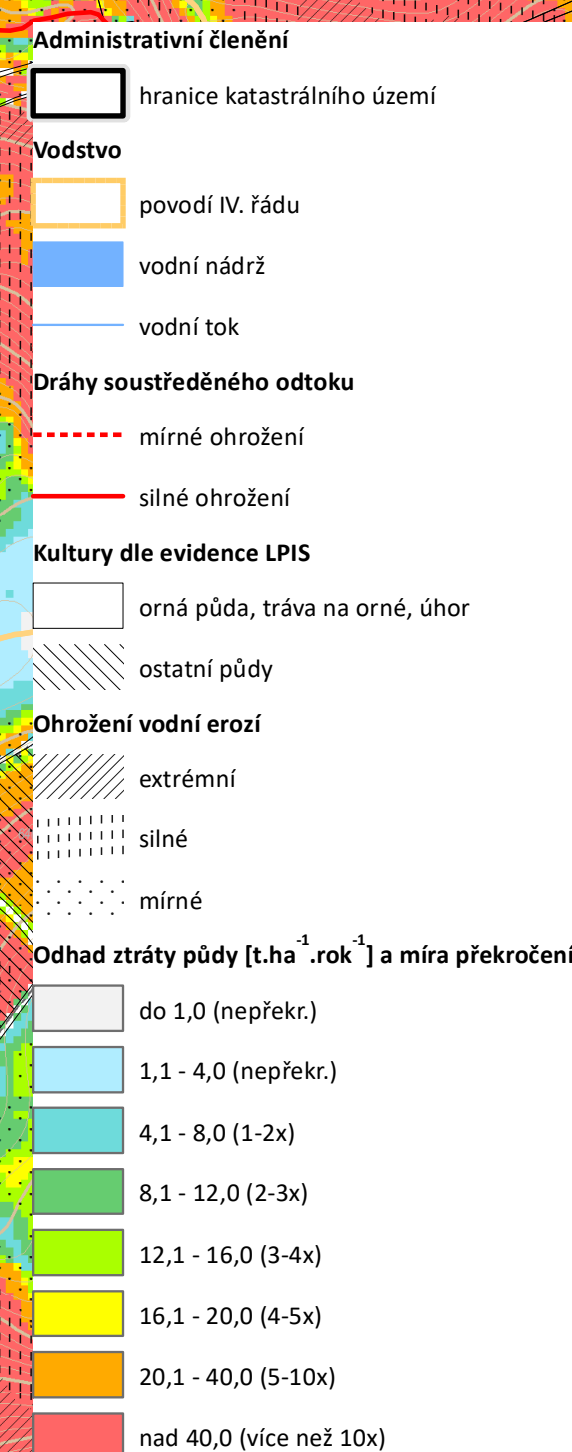 Administrativní členění
hranice katastrálního území
Vodstvo
povodí IV. řádu
vodní nádrž
vodní tok
Dráhy soustředěného odtoku
mírné ohrožení
silné ohrožení
Kultury dle evidence LPIS
orná půda, tráva na orné, úhor
ostatní půdy
Ohrožení vodní erozí
extrémní
silné
mírné
Odhad ztráty půdy [t.ha⁻¹.rok⁻¹] a míra překročení
do 1,0 (nepřekr.)
1,1 - 4,0 (nepřekr.)
4,1 - 8,0 (1-2x)
8,1 - 12,0 (2-3x)
12,1 - 16,0 (3-4x)
16,1 - 20,0 (4-5x)
20,1 - 40,0 (5-10x)
nad 40,0 (více než 10x)